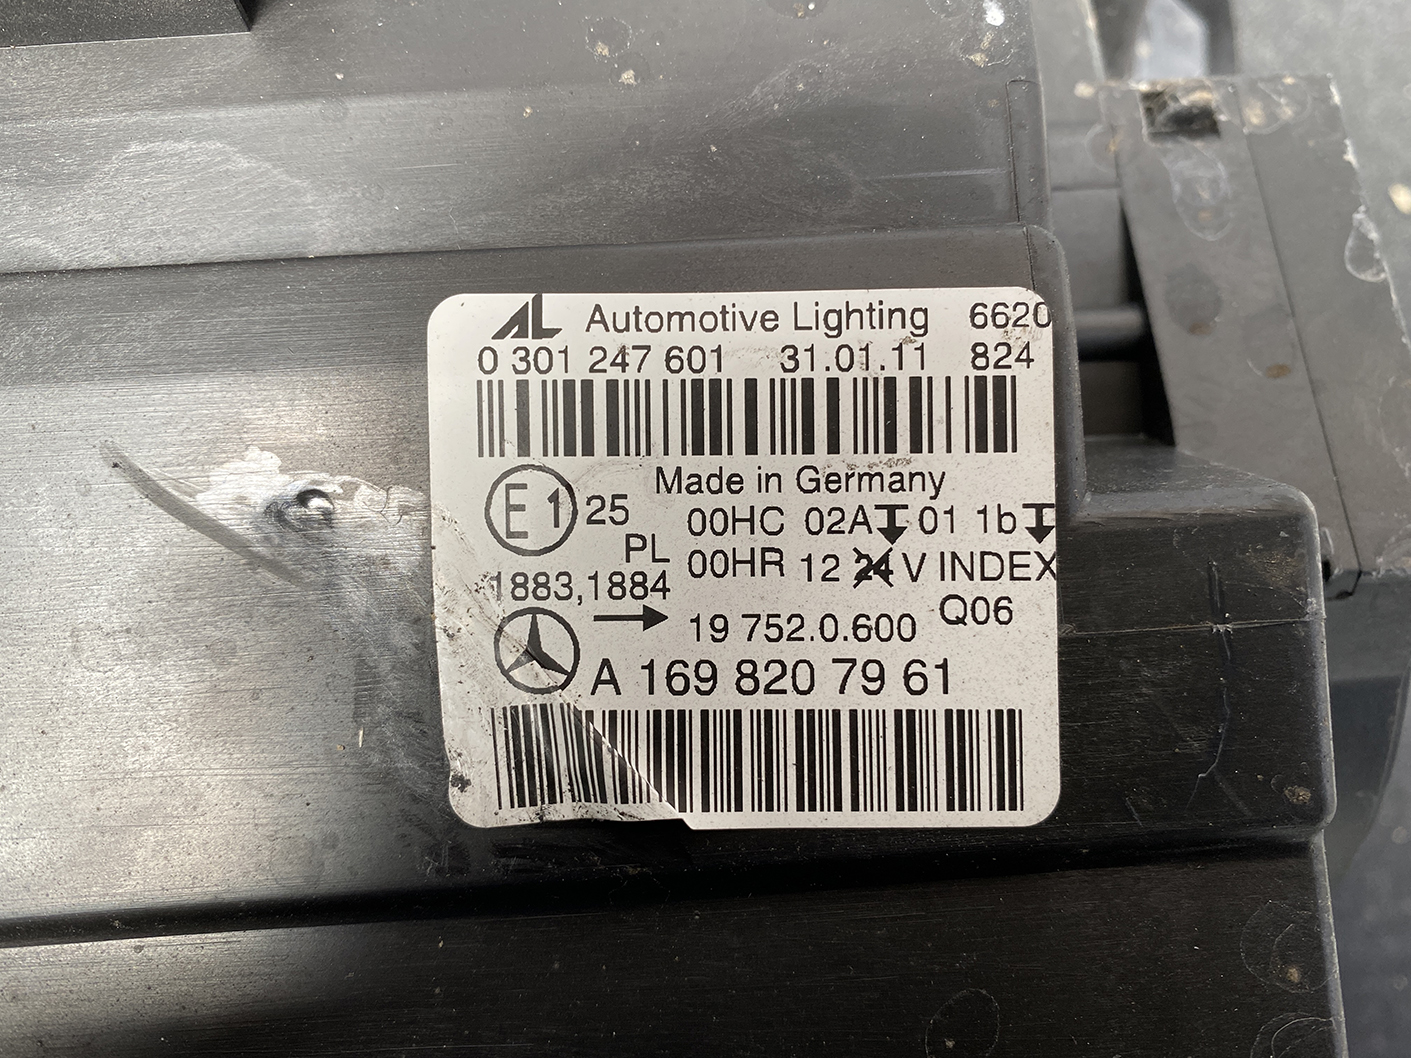 AL Automotive Lighting 6620
0 301 247 601 31.01.11 824
Made in Germany
E1 25 00HC 02A 01 1b
PL 00HR 12 24 V INDEX
1883,1884 Q06
19 752.0.600
A 169 820 79 61